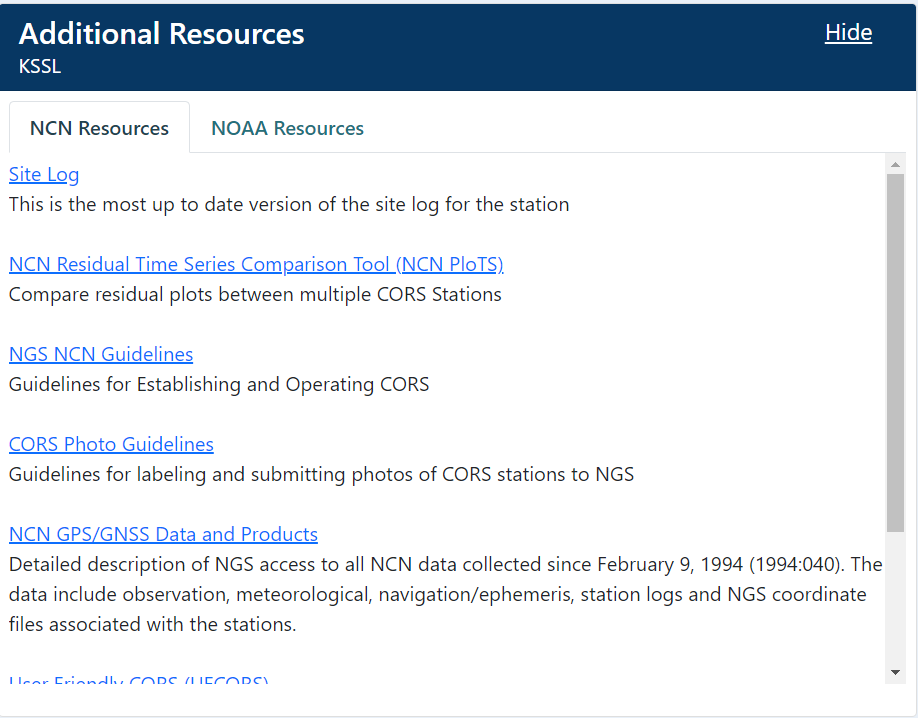 Additional Resources
Hide
KSSL
NCN Resources
NOAA Resources
Site Log
This is the most up to date version of the site log for the station
NCN Residual Time Series Comparison Tool (NCN PloTS)
Compare residual plots between multiple CORS Stations
NGS NCN Guidelines
Guidelines for Establishing and Operating CORS
CORS Photo Guidelines
Guidelines for labeling and submitting photos of CORS stations to NGS
NCN GPS/GNSS Data and Products
Detailed description of NGS access to all NCN data collected since February 9, 1994 (1994:040). The
data include observation, meteorological, navigation/ephemeris, station logs and NGS coordinate
files associated with the stations.
User Friendly CORS (UFCORS)